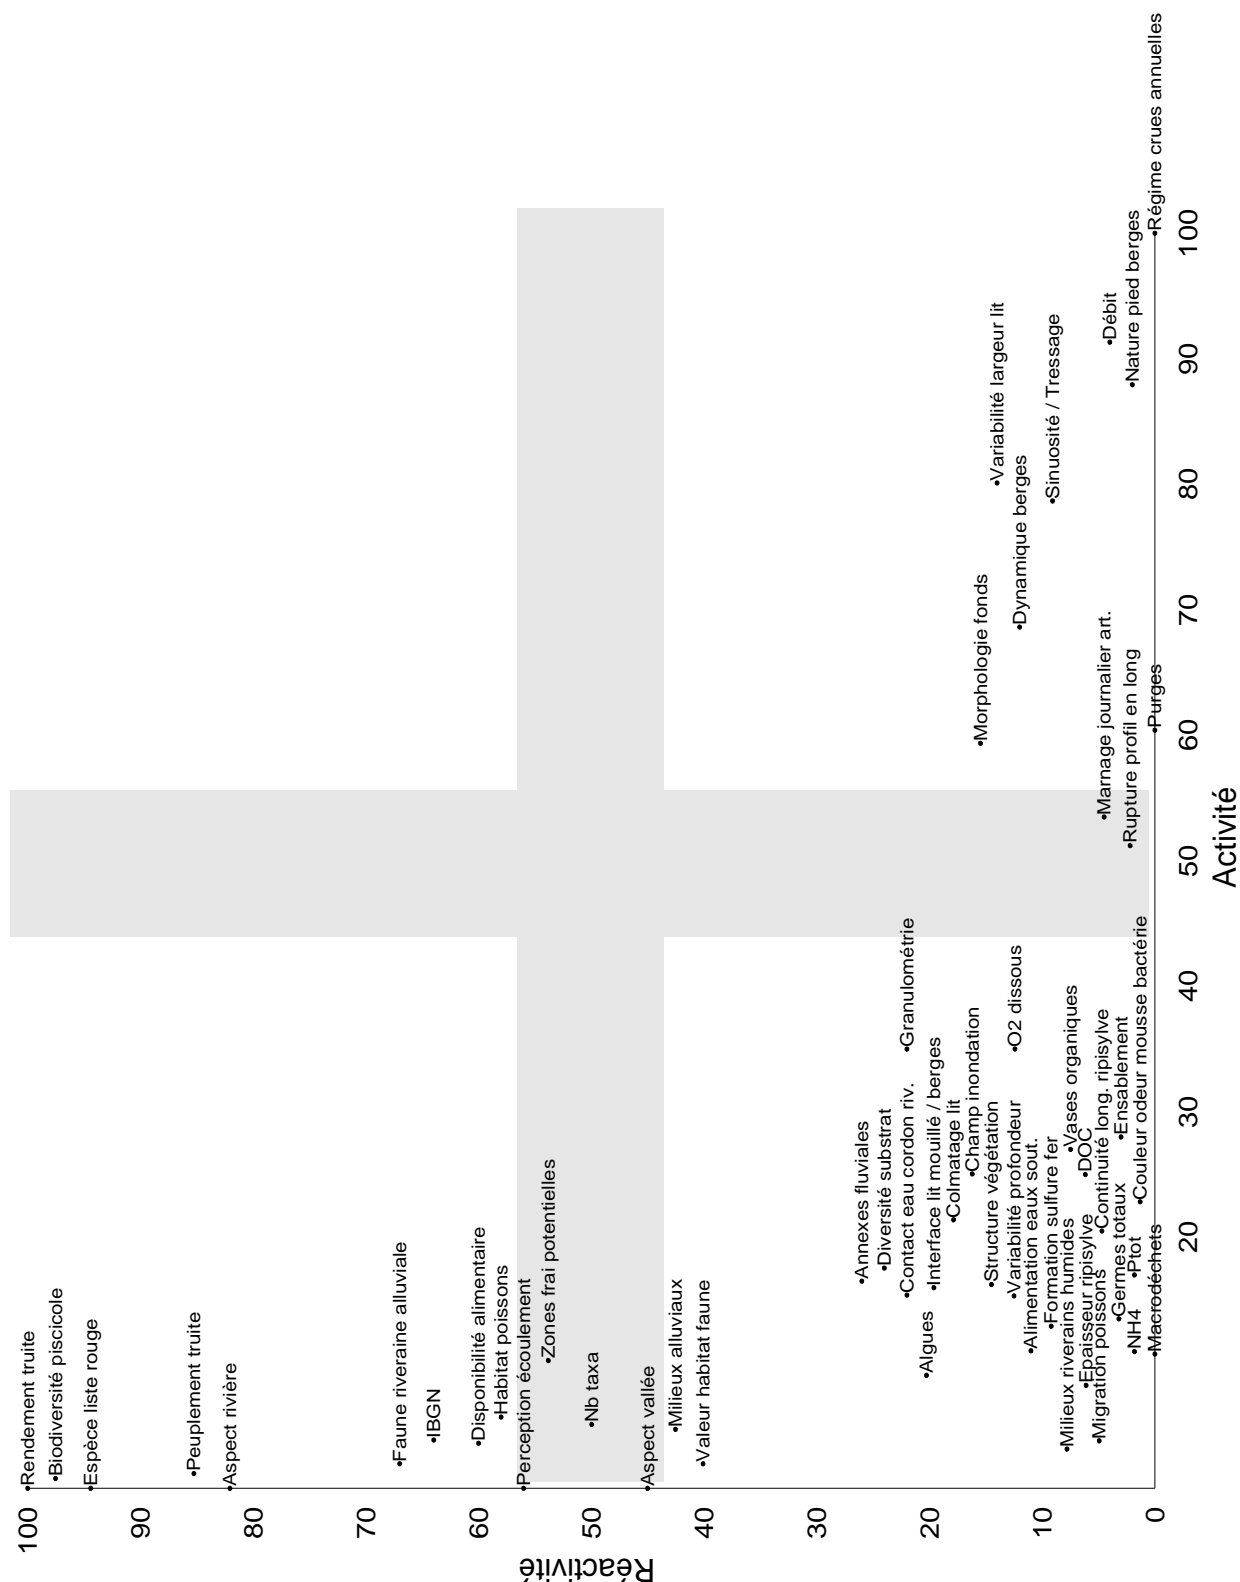 Rendement truite
Biodiversité piscicole
Espèce liste rouge
Peuplement truite
Aspect rivière
Faune riveraine alluviale
IBGN
Disponibilité alimentaire
Habitat poissons
Perception écoulement
Zones frai potentielles
Nb taxa
Aspect vallée
Milieux alluviaux
Valeur habitat faune
Annexes fluviales
Diversité substrat
Contact eau cordon riv.
Granulométrie
Algues
Interface lit mouillé / berges
Colmatage lit
Champ inondation
Morphologie fonds
Structure végétation
Variabilité largeur lit
Variabilité profondeur
O2 dissous
Dynamique berges
Alimentation eaux sout.
Formation sulfure fer
Sinuosité / Tressage
Milieux riverains humides
Vases organiques
Epaisseur ripisylve
DOC
Migration poissons
Continuité long. ripisylve
Marnage journalier art.
Débit
Germes totaux
Ensablement
Rupture profil en long
Nature pied berges
NH4
Ptot
Couleur odeur mousse bactérie
Macrodéchets
Purges
Régime crues annuelles
100
90
80
70
60
50
40
30
20
10
0
Réactivité
20
30
40
50
60
70
80
90
100
Activité